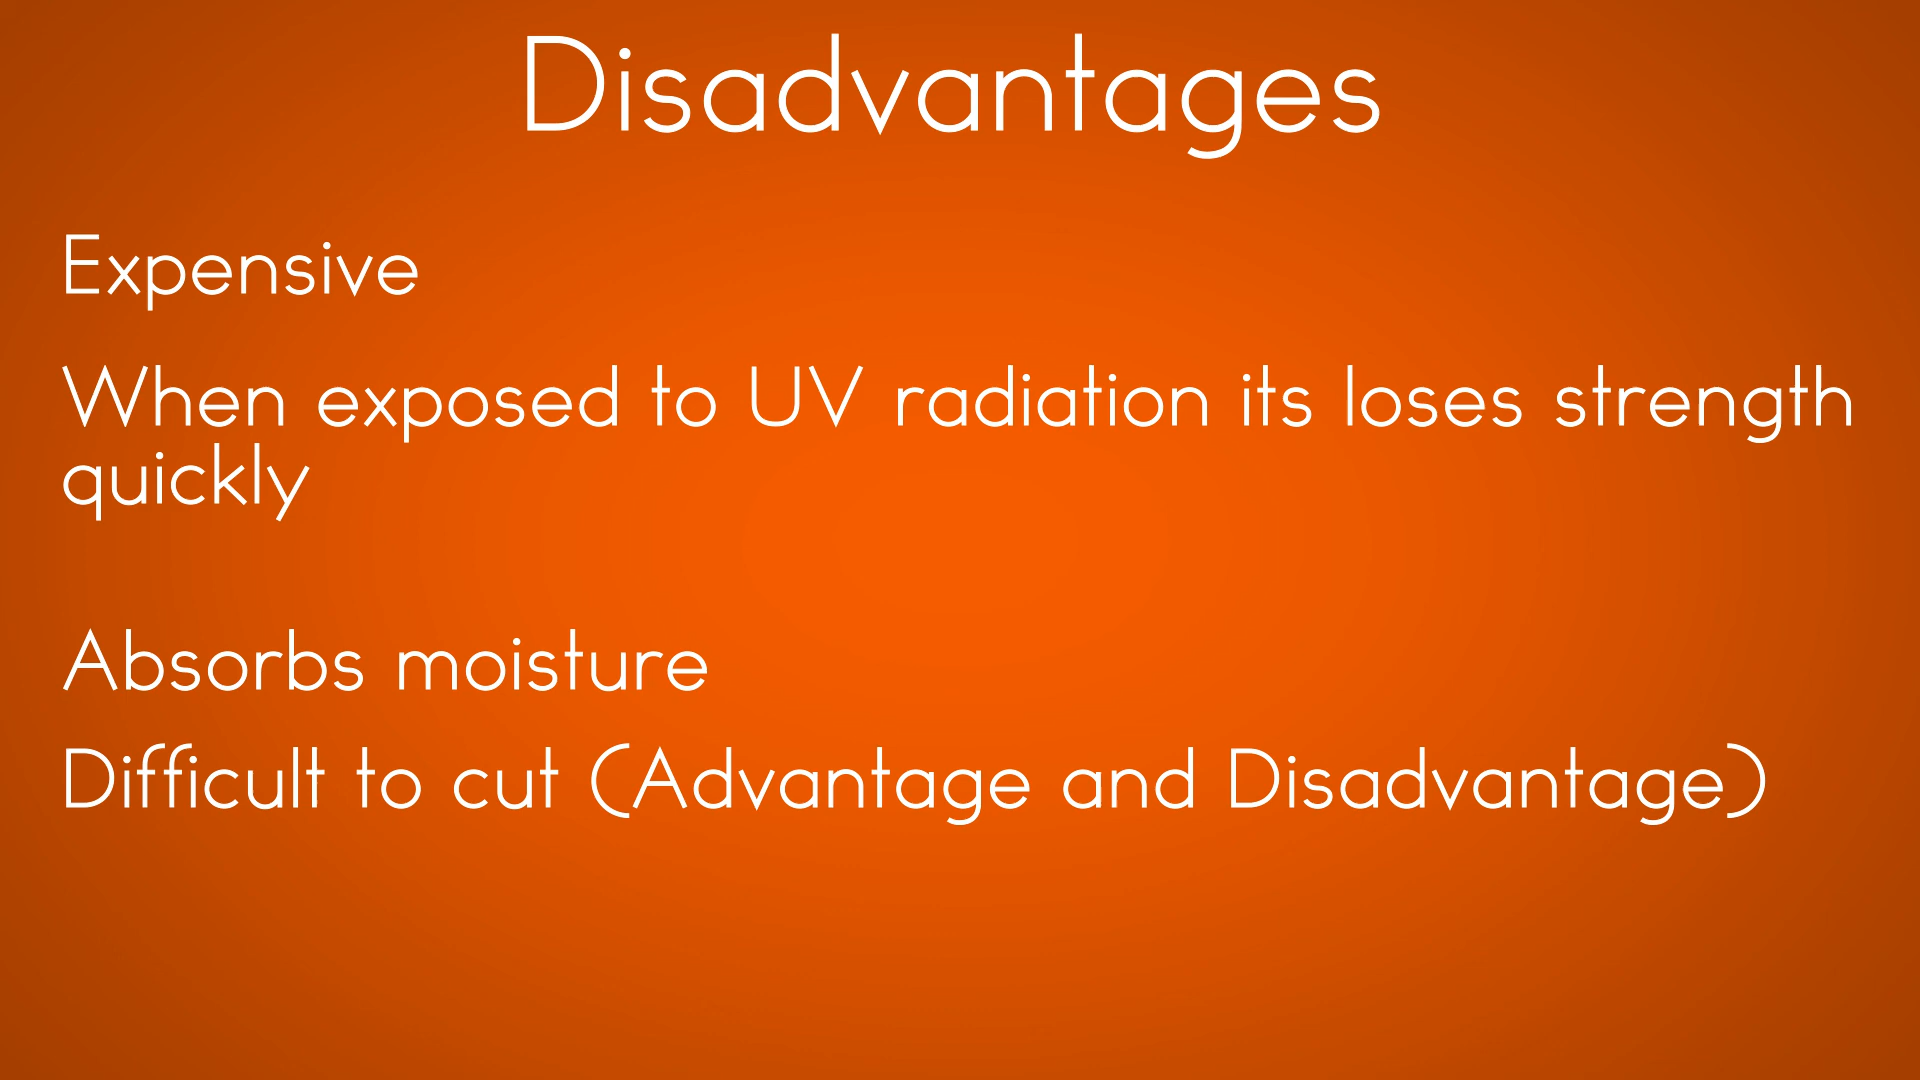 Disadvantages
Expensive
When exposed to UV radiation its loses strength
quickly
Absorbs moisture
Difficult to cut (Advantage and Disadvantage)